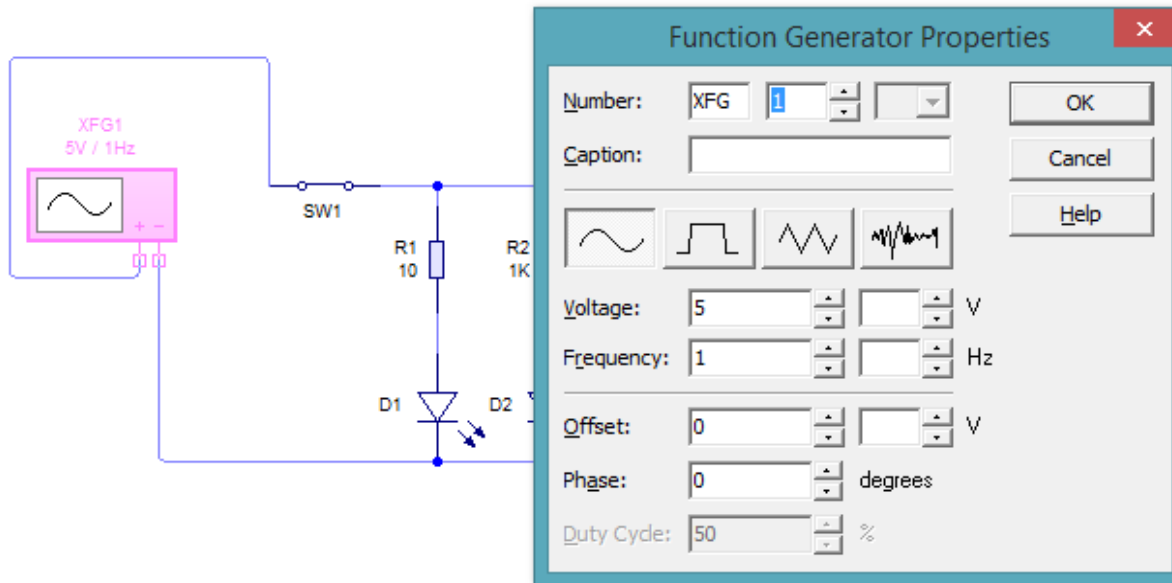 Function Generator Properties
XFG1
5V / 1Hz
+ −
SW1
R1
10
R2
1K
D1
D2
Number: XFG 1
OK
Caption:
Cancel
Help
Voltage: 5 V
Frequency: 1 Hz
Offset: 0 V
Phase: 0 degrees
Duty Cycle: 50 %